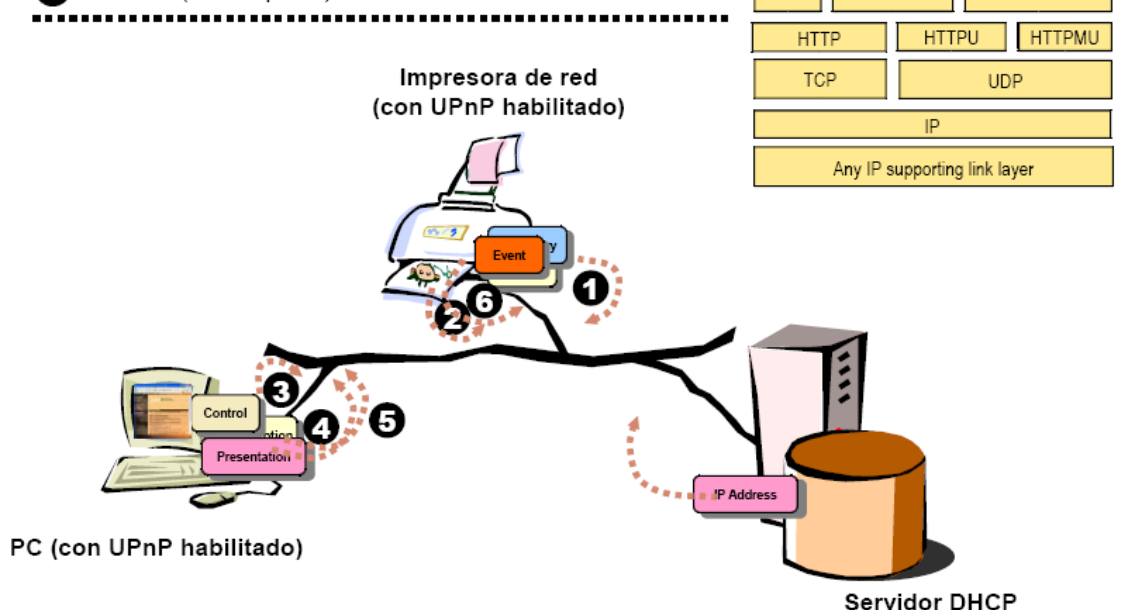 HTTP
HTTPU
HTTPMU
TCP
UDP
IP
Any IP supporting link layer
Impresora de red
(con UPnP habilitado)
y
Event
1
6
2
3
Control
ption
4
5
Presentation
IP Address
PC (con UPnP habilitado)
Servidor DHCP